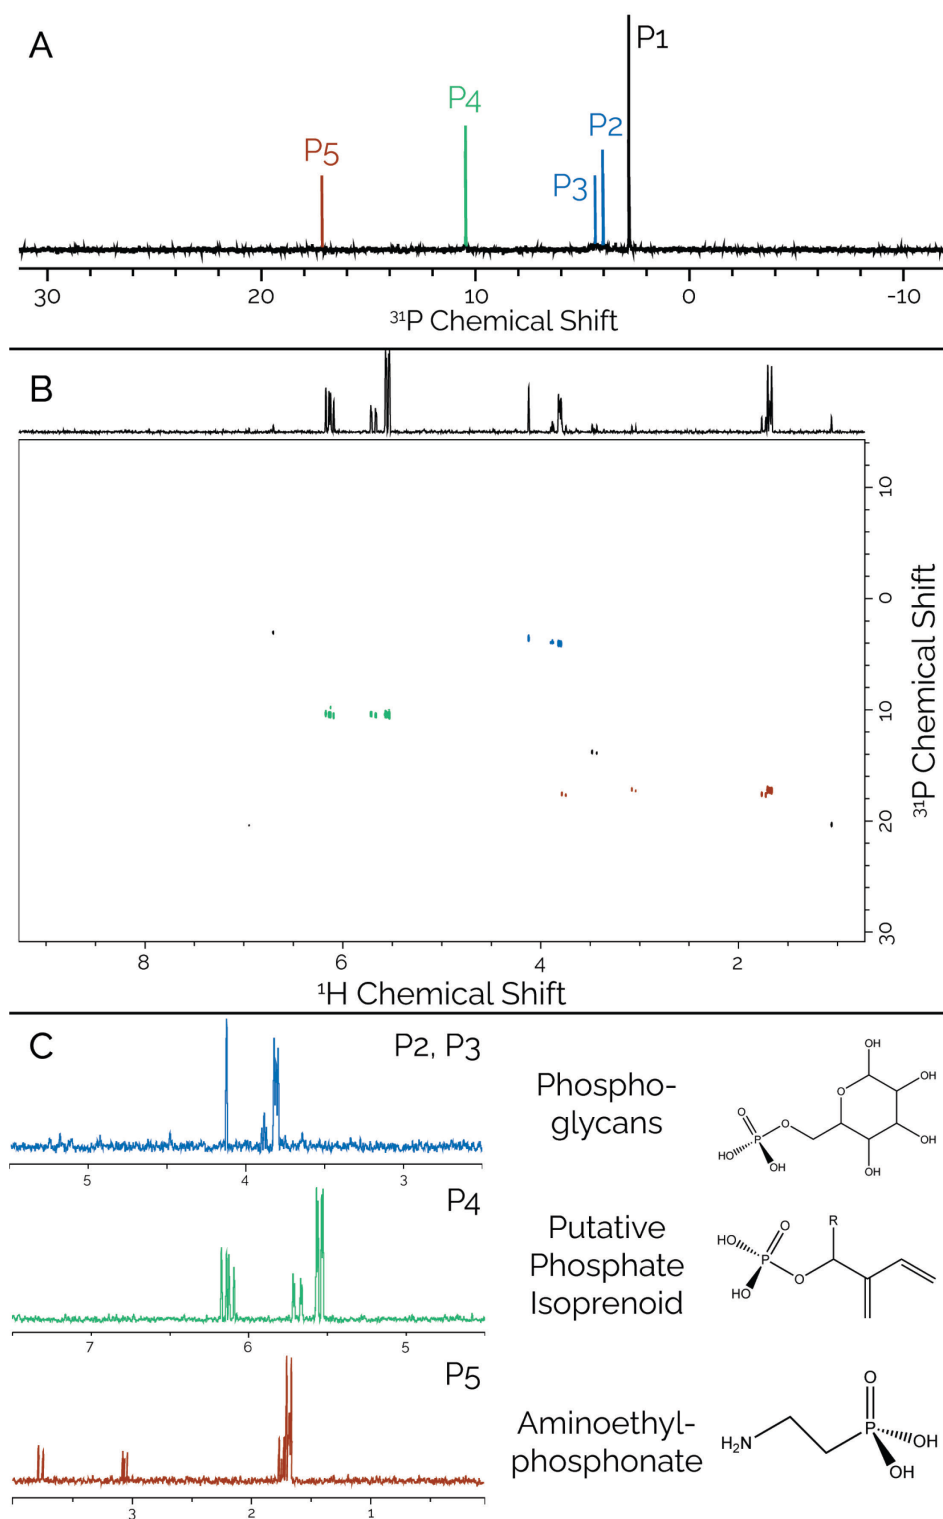 A
P1
P2
P3
P4
P5
30
20
10
0
-10
³¹P Chemical Shift
B
10
0
10
20
30
³¹P Chemical Shift
8
6
4
2
¹H Chemical Shift
C
P2, P3
5
4
3
Phospho-
glycans
OH
OH
O
O
O
P
HO
OH
OH
OH
P4
7
6
5
Putative
Phosphate
Isoprenoid
O
R
HO
P
O
HO
P5
3
2
1
Aminoethyl-
phosphonate
O
P
H₂N
OH
OH